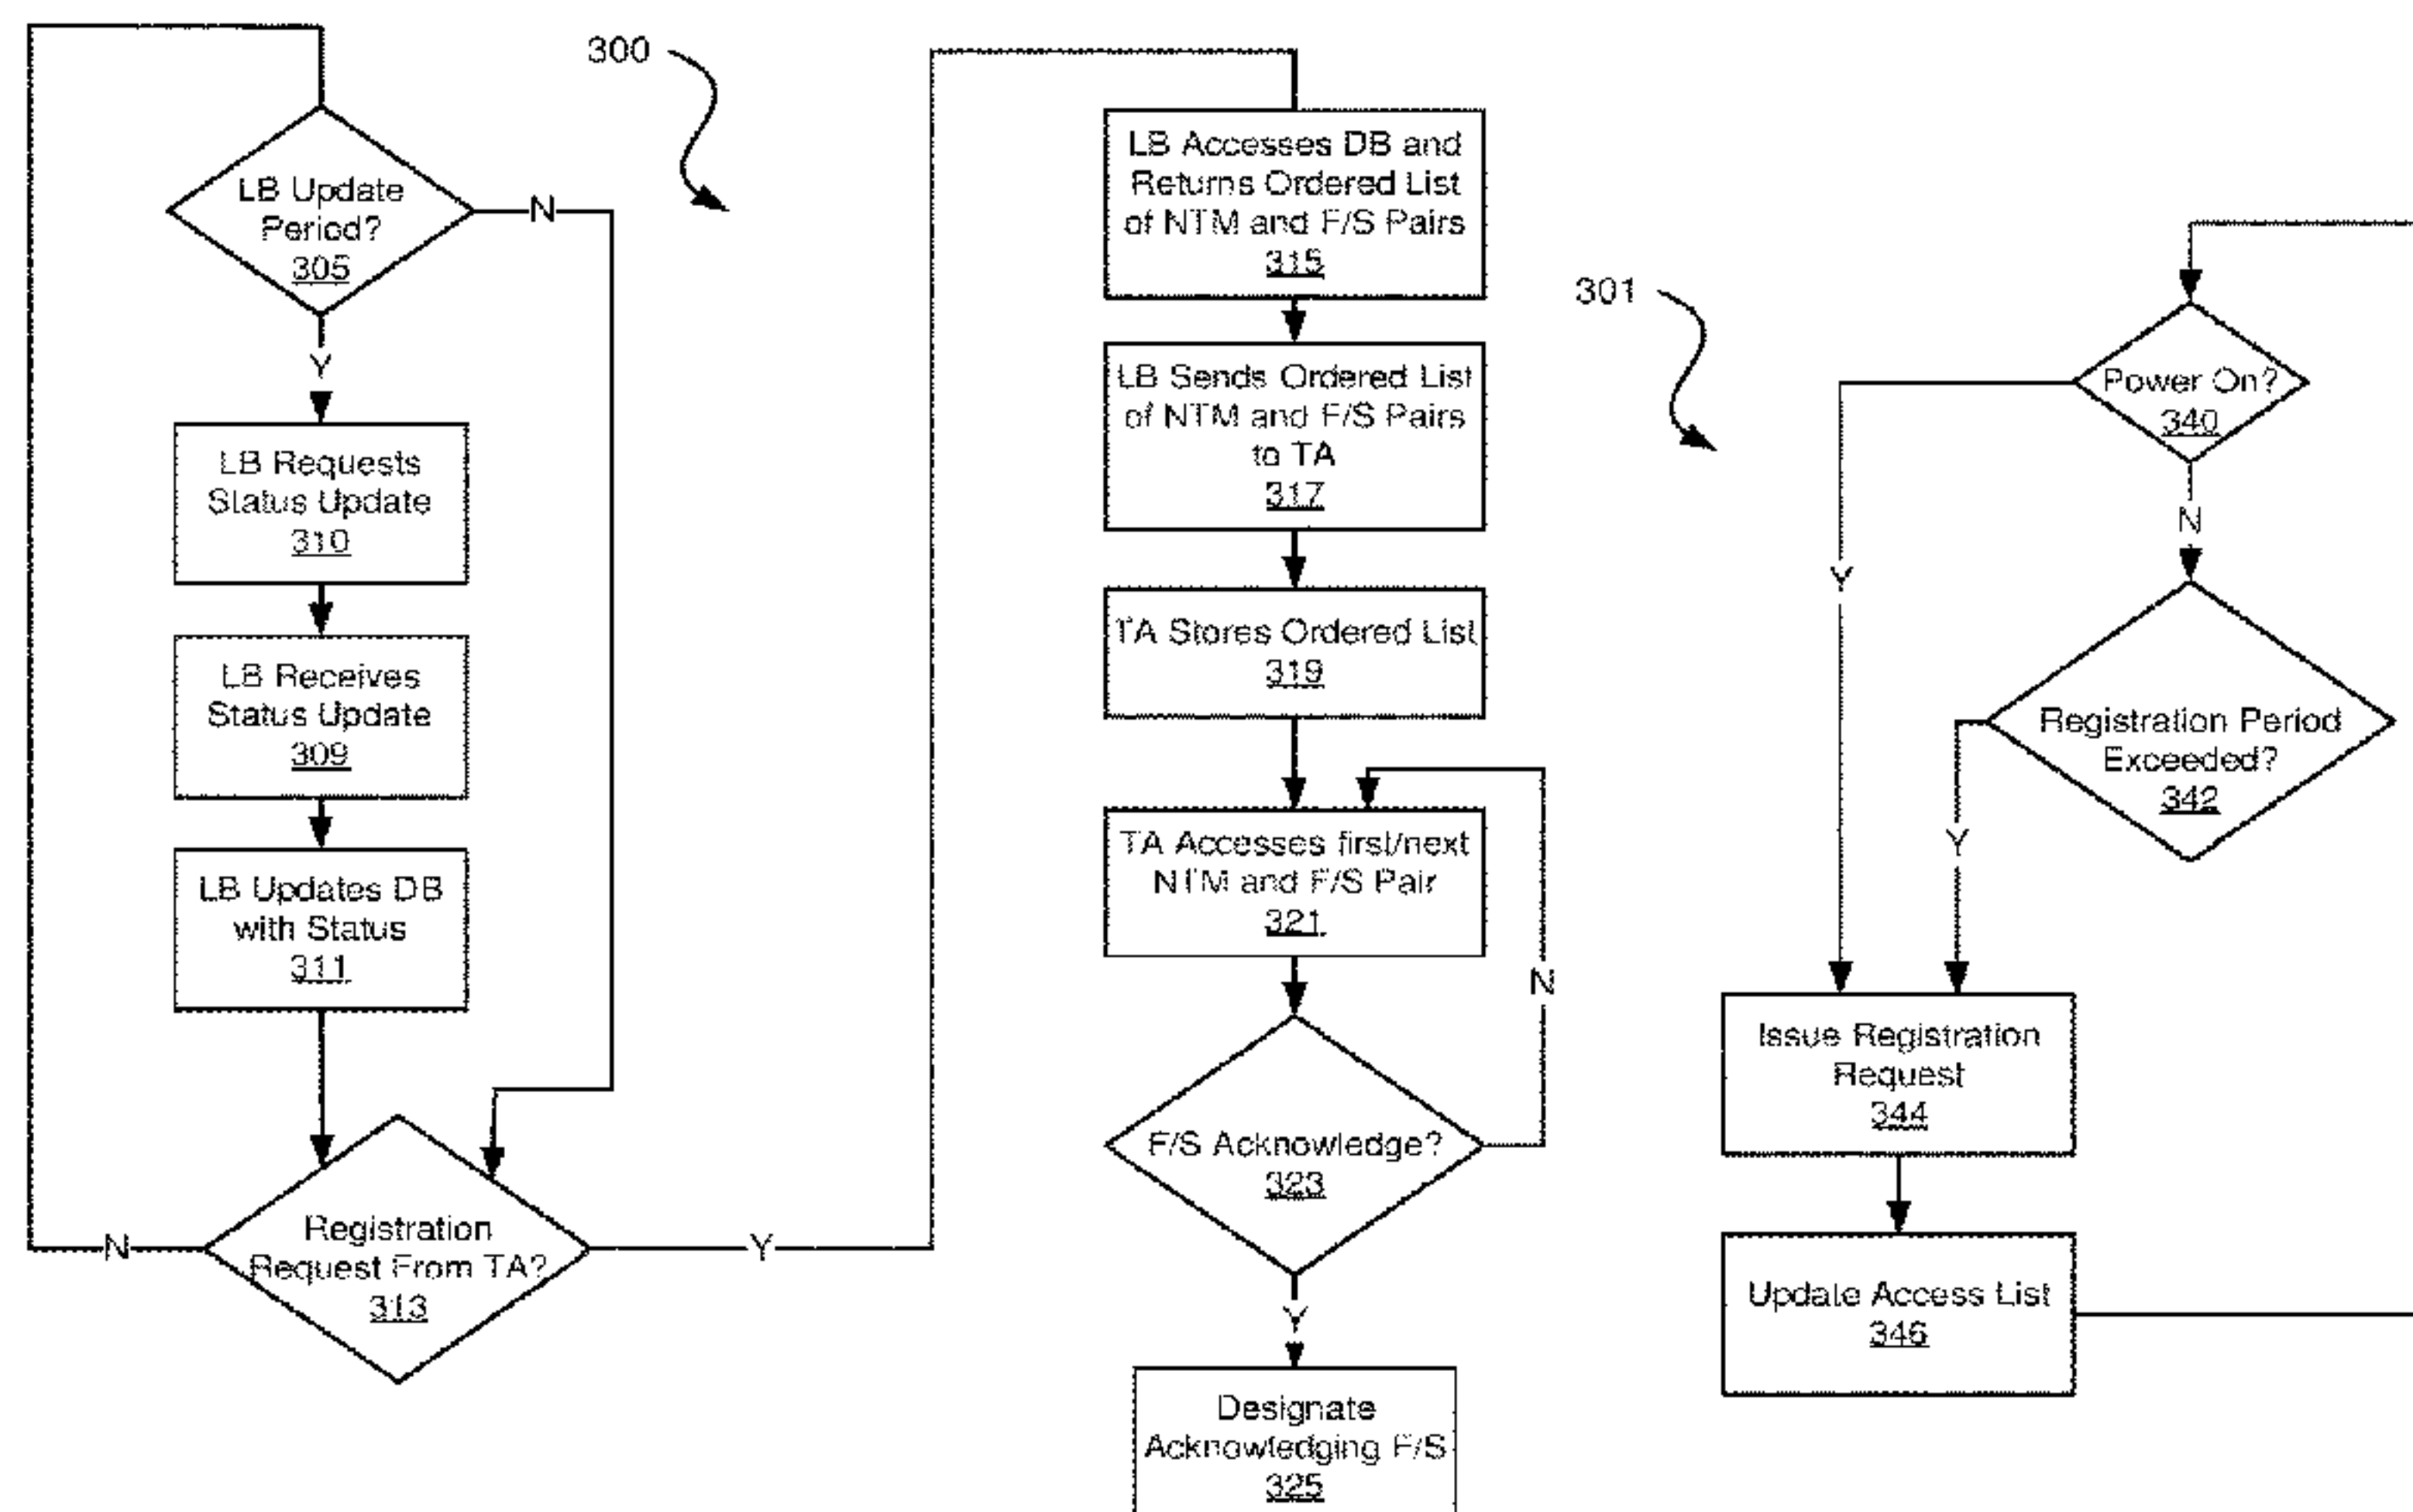 300
LB Update
Period?
305
N
Y
LB Requests
Status Update
310
LB Receives
Status Update
309
LB Updates DB
with Status
311
Registration
Request From TA?
313
N
Y
LB Accesses DB and
Returns Ordered List
of NTM and F/S Pairs
315
LB Sends Ordered List
of NTM and F/S Pairs
to TA
317
TA Stores Ordered List
319
TA Accesses first/next
NTM and F/S Pair
321
F/S Acknowledge?
323
N
Y
Designate
Acknowledging F/S
325
301
Power On?
340
Y
N
Registration Period
Exceeded?
342
Y
Issue Registration
Request
344
Update Access List
346